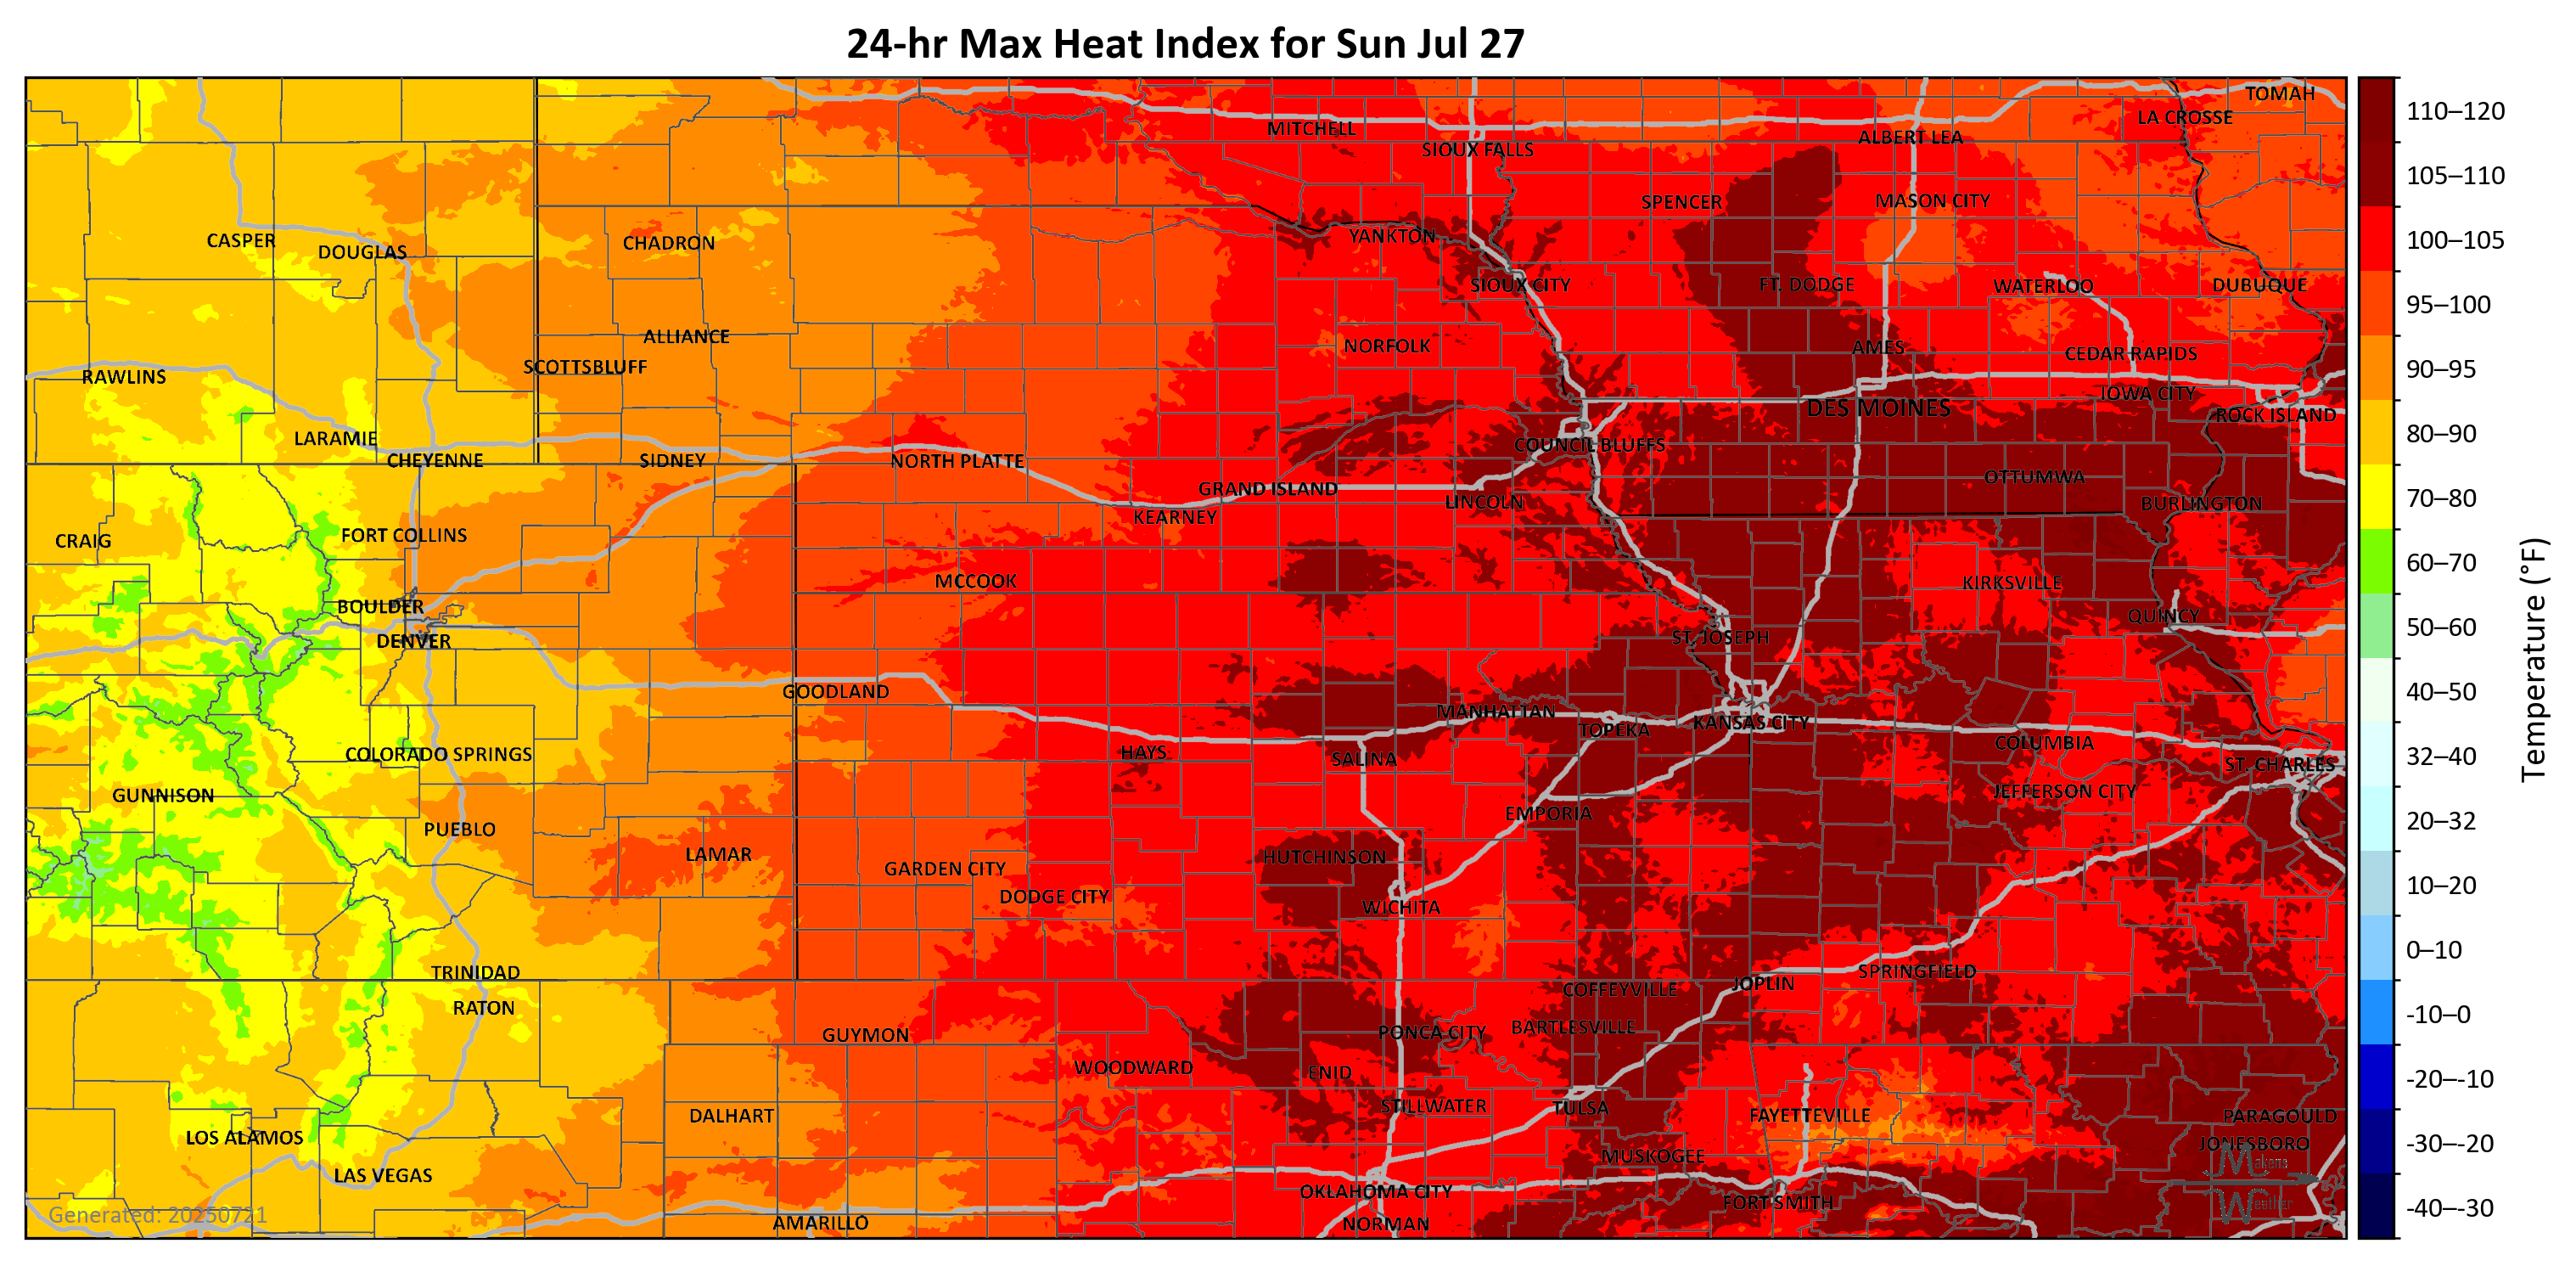 24-hr Max Heat Index for Sun Jul 27
TOMAH
LA CROSSE
MITCHELL
ALBERT LEA
SIOUX FALLS
SPENCER
MASON CITY
YANKTON
CASPER
CHADRON
DOUGLAS
SIOUX CITY
FT. DODGE
WATERLOO
DUBUQUE
ALLIANCE
NORFOLK
AMES
CEDAR RAPIDS
SCOTTSBLUFF
RAWLINS
IOWA CITY
DES MOINES
ROCK ISLAND
LARAMIE
COUNCIL BLUFFS
CHEYENNE
SIDNEY
NORTH PLATTE
OTTUMWA
GRAND ISLAND
LINCOLN
BURLINGTON
KEARNEY
FORT COLLINS
CRAIG
MCCOOK
KIRKSVILLE
BOULDER
QUINCY
DENVER
ST. JOSEPH
GOODLAND
MANHATTAN
TOPEKA
KANSAS CITY
COLUMBIA
COLORADO SPRINGS
HAYS
SALINA
ST. CHARLES
GUNNISON
JEFFERSON CITY
EMPORIA
PUEBLO
LAMAR
HUTCHINSON
GARDEN CITY
DODGE CITY
WICHITA
TRINIDAD
SPRINGFIELD
JOPLIN
COFFEYVILLE
RATON
GUYMON
PONCA CITY
BARTLESVILLE
WOODWARD
ENID
STILLWATER
TULSA
DALHART
FAYETTEVILLE
PARAGOULD
LOS ALAMOS
JONESBORO
MUSKOGEE
LAS VEGAS
OKLAHOMA CITY
FORT SMITH
AMARILLO
NORMAN
Makens
Weather
Generated: 20250721
110–120
105–110
100–105
95–100
90–95
80–90
70–80
60–70
50–60
40–50
32–40
20–32
10–20
0–10
-10–0
-20–-10
-30–-20
-40–-30
Temperature (°F)